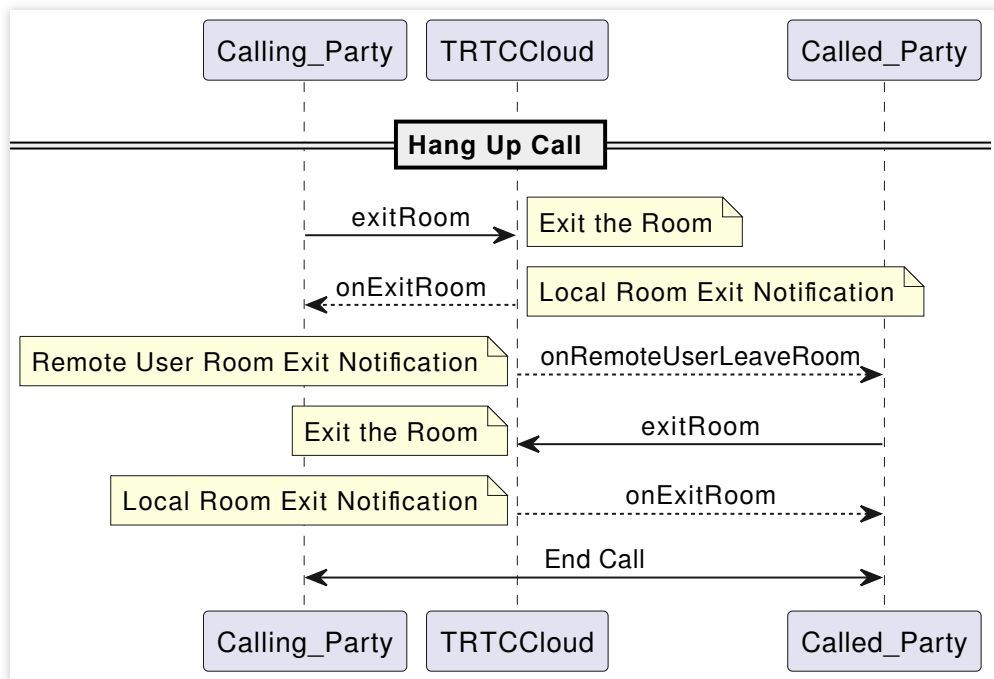 Calling_Party TRTCCloud Called_Party
Hang Up Call
exitRoom Exit the Room
onExitRoom Local Room Exit Notification
Remote User Room Exit Notification onRemoteUserLeaveRoom
Exit the Room exitRoom
Local Room Exit Notification onExitRoom
End Call
Calling_Party TRTCCloud Called_Party